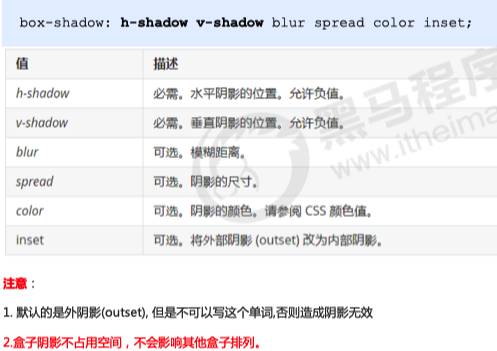 box-shadow: h-shadow v-shadow blur spread color inset;
值 描述
h-shadow 必需。水平阴影的位置。允许负值。
v-shadow 必需。垂直阴影的位置。允许负值。
blur 可选。模糊距离。
spread 可选。阴影的尺寸。
color 可选。阴影的颜色。请参阅 CSS 颜色值。
inset 可选。将外部阴影 (outset) 改为内部阴影。
黑马程序
www.itheima
注意：
1. 默认的是外阴影(outset), 但是不可以写这个单词,否则造成阴影无效
2.盒子阴影不占用空间，不会影响其他盒子排列。